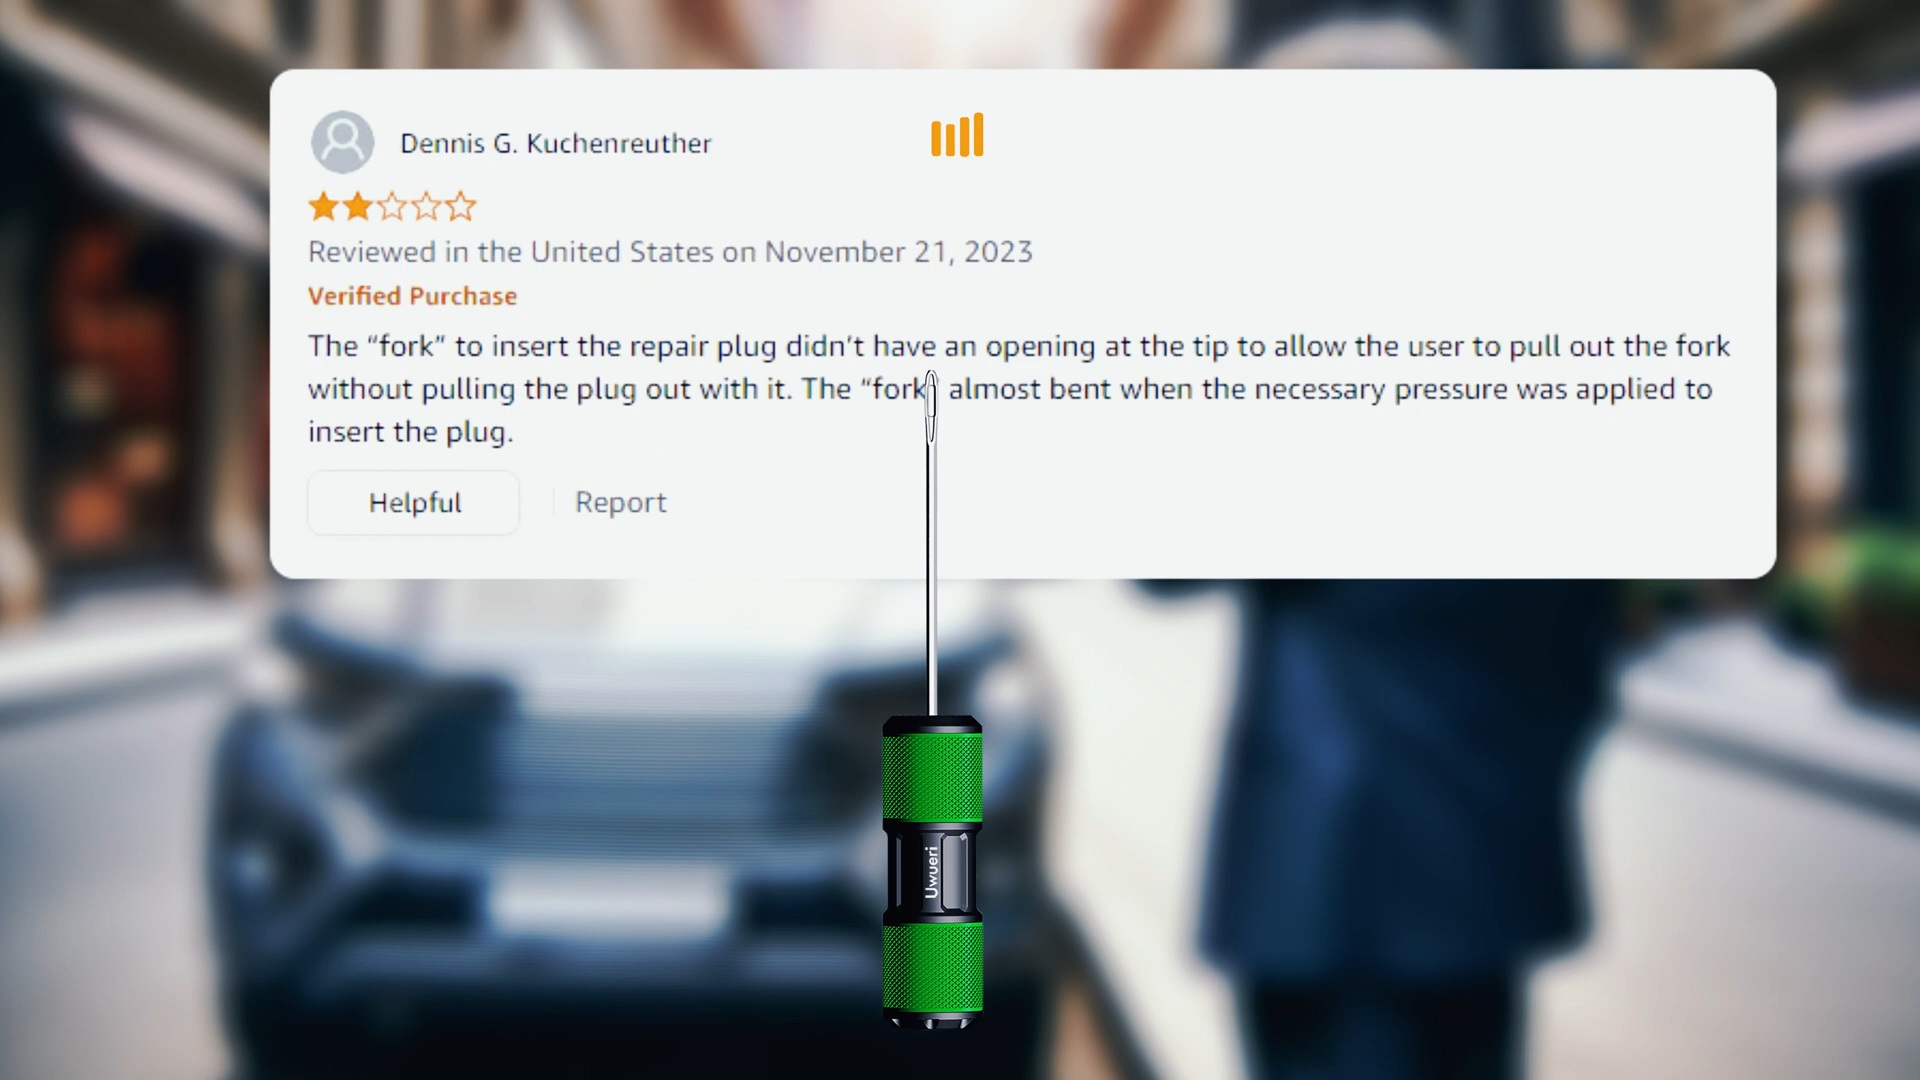 Dennis G. Kuchenreuther
Reviewed in the United States on November 21, 2023
Verified Purchase
The “fork” to insert the repair plug didn’t have an opening at the tip to allow the user to pull out the fork
without pulling the plug out with it. The “fork” almost bent when the necessary pressure was applied to
insert the plug.
Helpful
Report
Uwueri